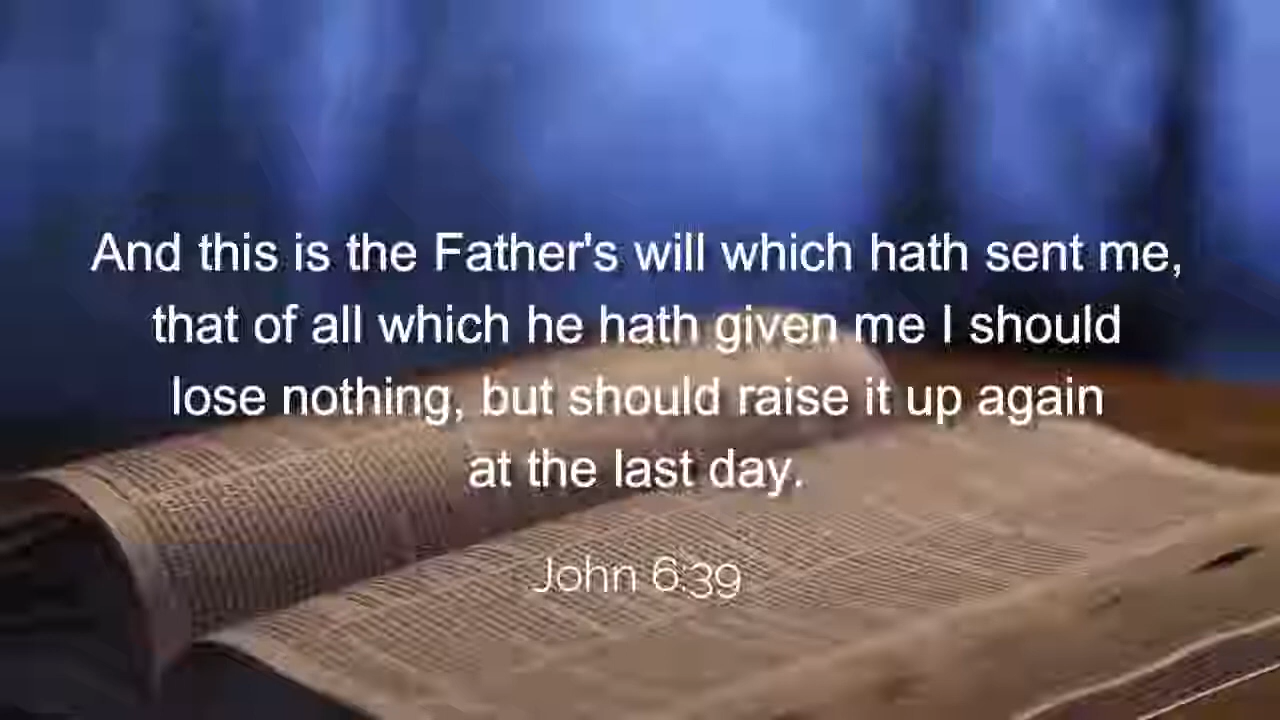 And this is the Father's will which hath sent me,
that of all which he hath given me I should
lose nothing, but should raise it up again
at the last day.
John 6:39